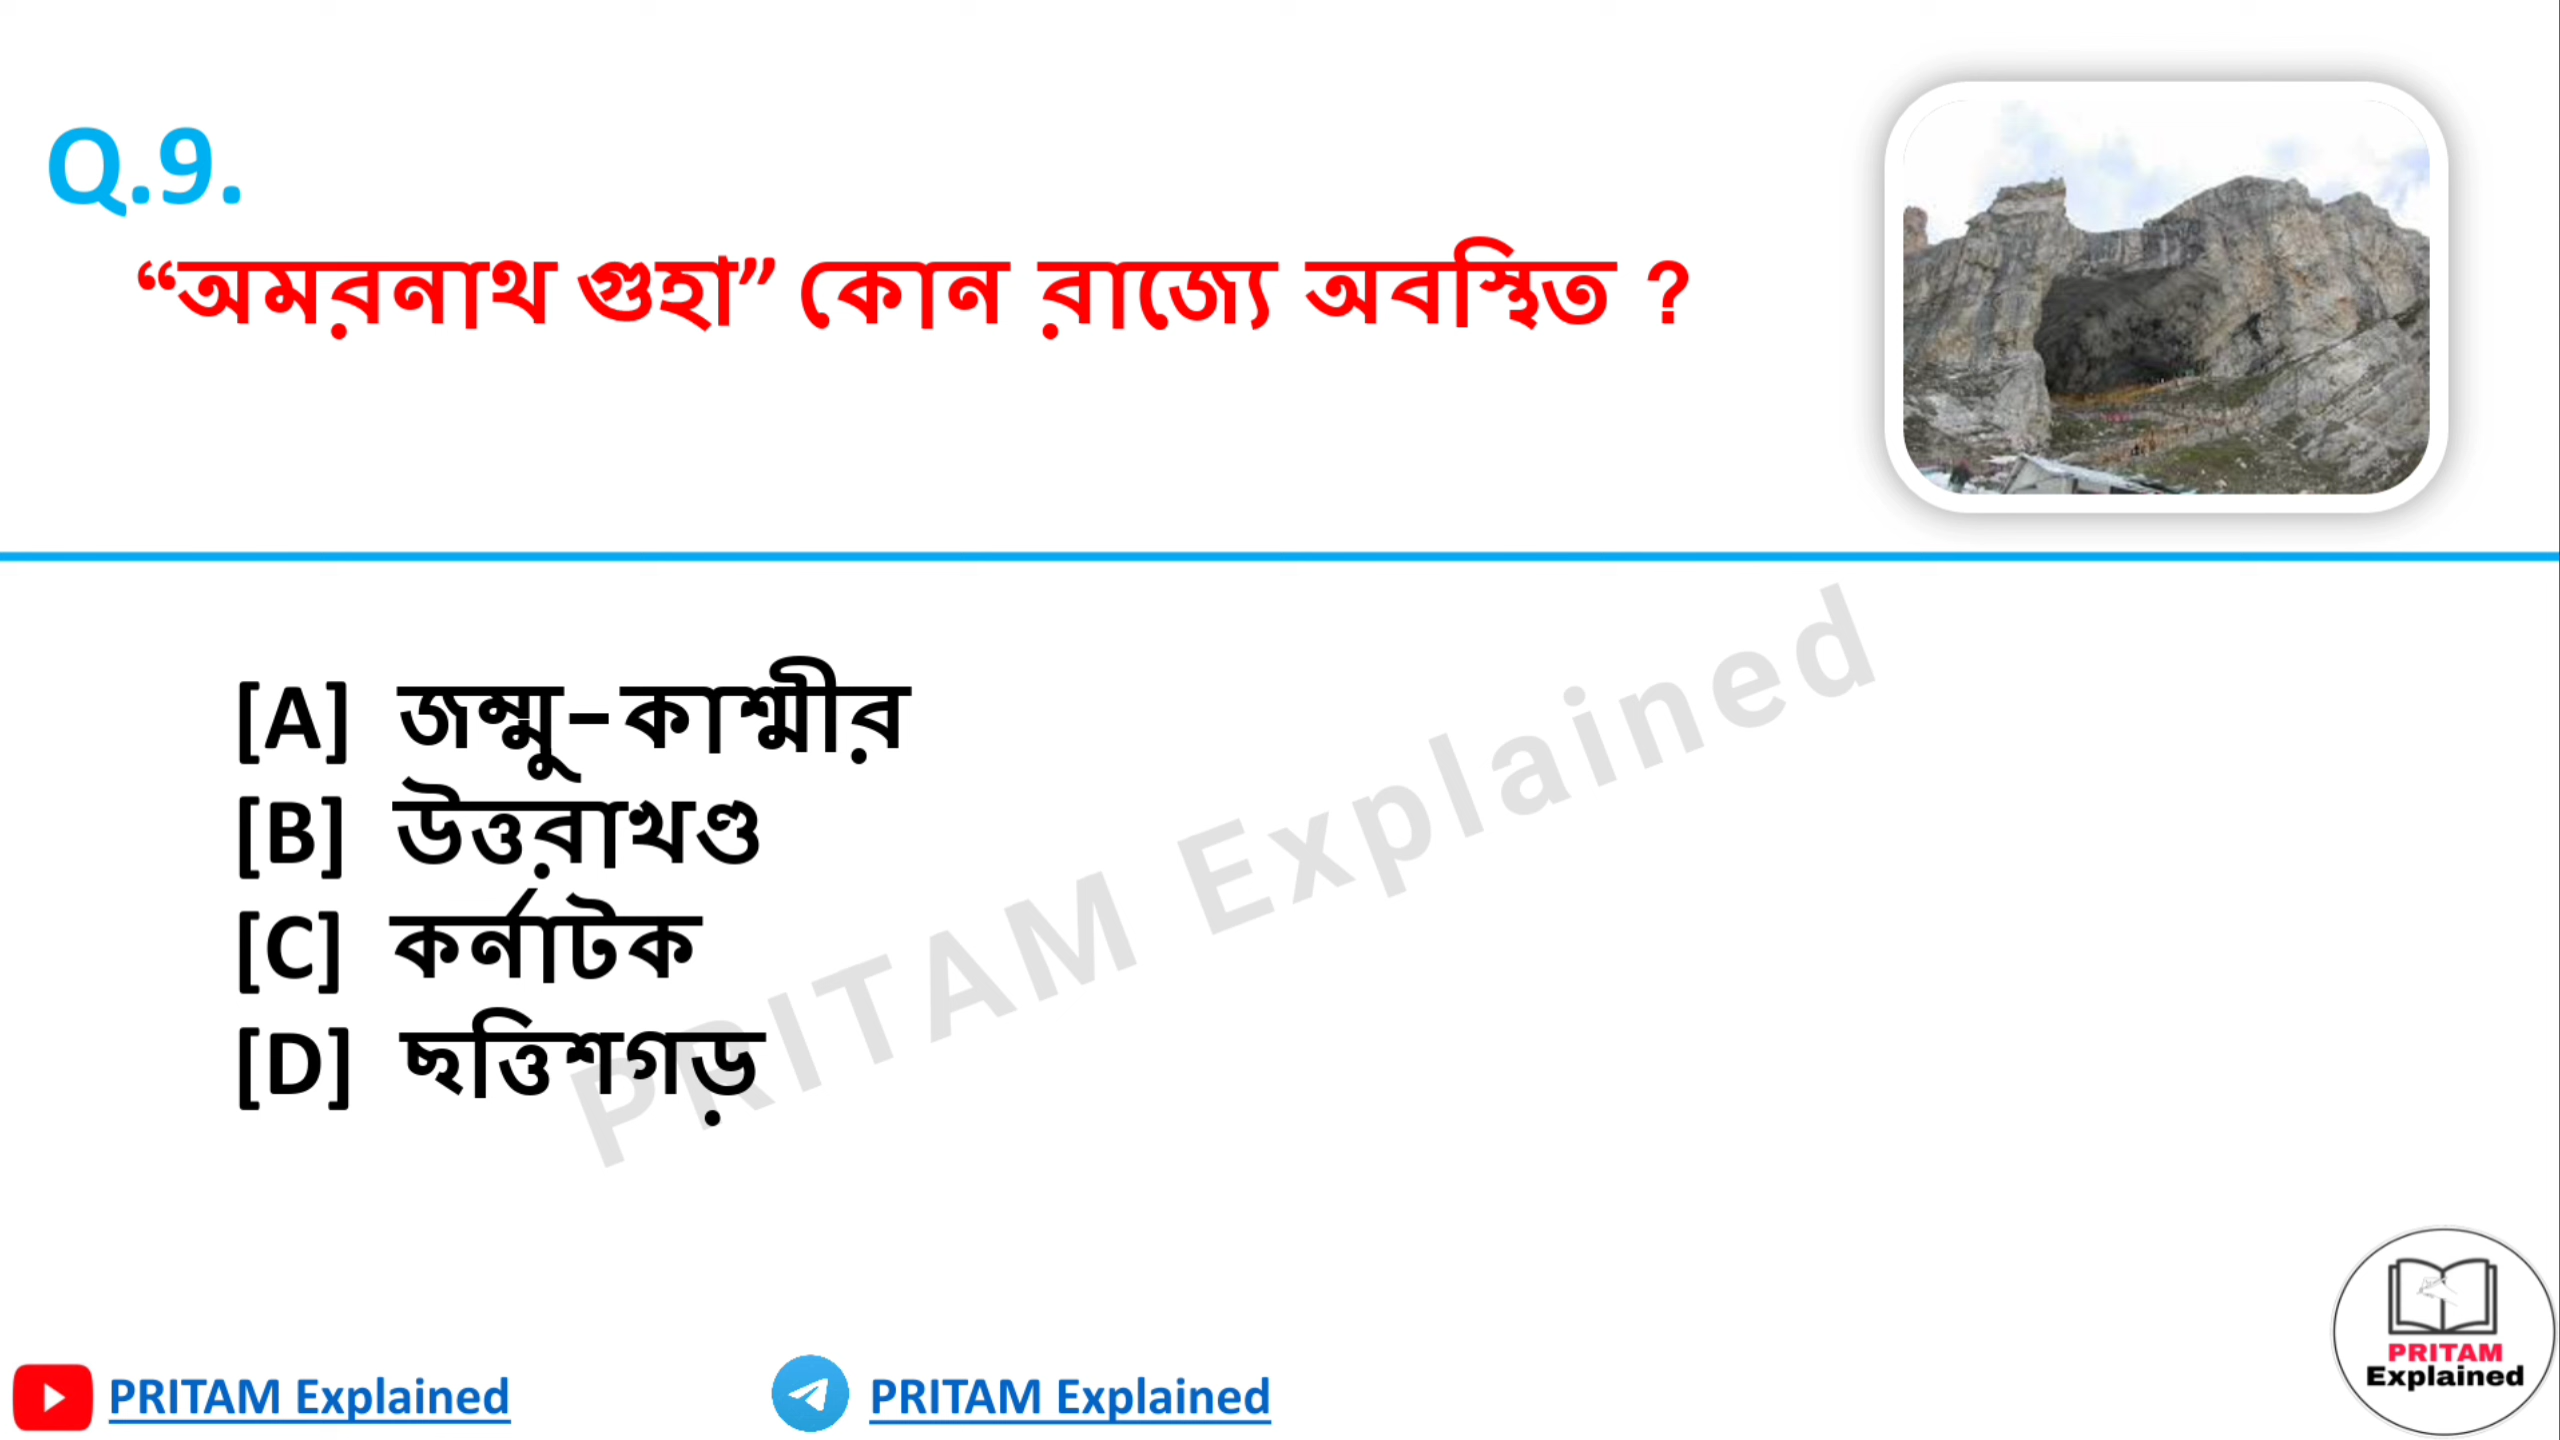 Q.9.
“অমরনাথ গুহা” কোন রাজ্যে অবস্থিত ?
[A] জম্মু-কাশ্মীর
[B] উত্তরাখণ্ড
[C] কর্নাটক
[D] ছত্তিশগড়
PRITAM Explained
PRITAM Explained
PRITAM Explained
PRITAM
Explained